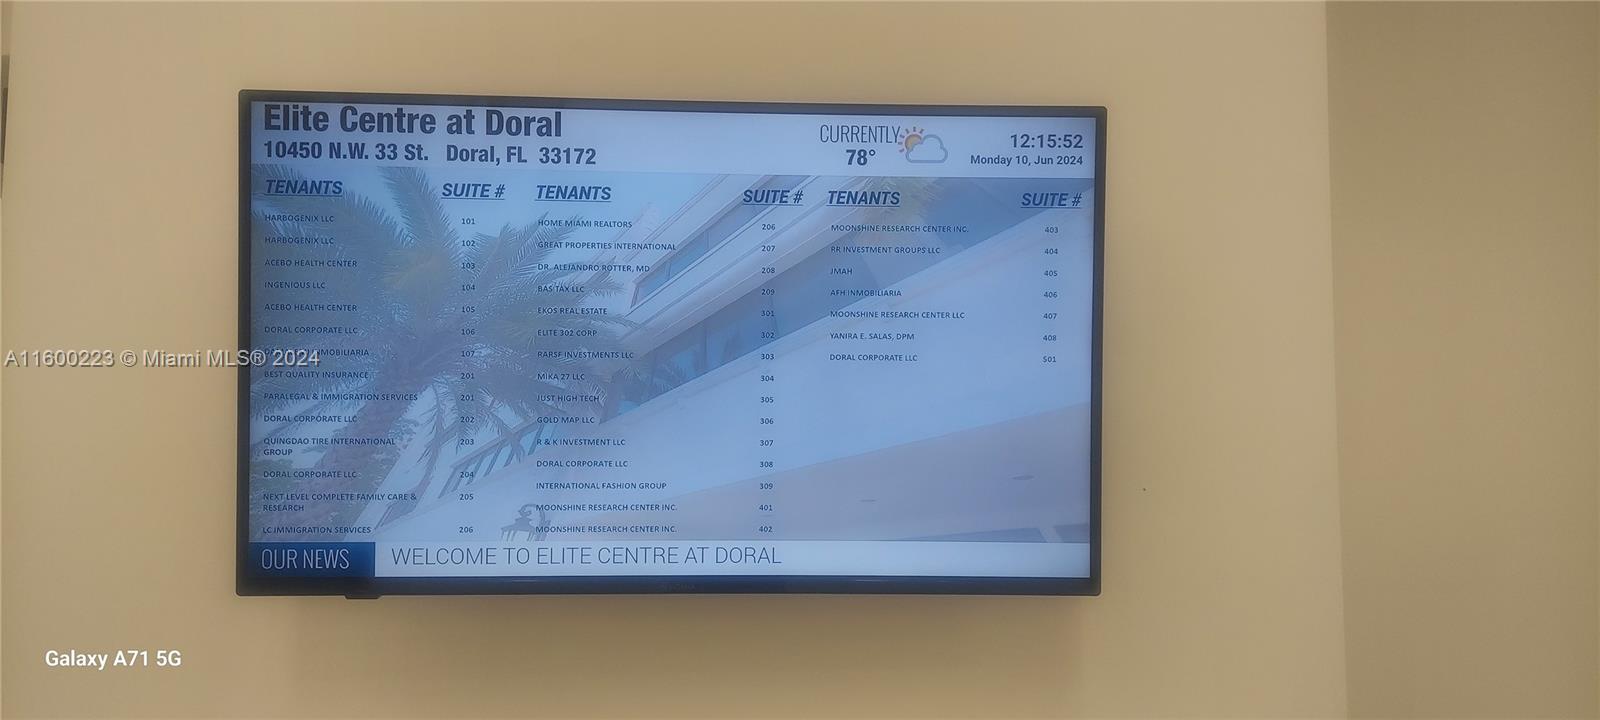 Elite Centre at Doral
10450 N.W. 33 St. Doral, FL 33172
CURRENTLY
78°
12:15:52
Monday 10, Jun 2024
TENANTS SUITE #
HARBOGENIX LLC 101
HARBOGENIX LLC 102
ACEBO HEALTH CENTER 103
INGENIOUS LLC 104
ACEBO HEALTH CENTER 105
DORAL CORPORATE LLC 106
INMOBILIARIA 107
BEST QUALITY INSURANCE 201
PARALEGAL & IMMIGRATION SERVICES 201
DORAL CORPORATE LLC 202
QUINGDAO TIRE INTERNATIONAL 203
GROUP
DORAL CORPORATE LLC 204
NEXT LEVEL COMPLETE FAMILY CARE & 205
RESEARCH
LC IMMIGRATION SERVICES 206
TENANTS SUITE #
HOME MIAMI REALTORS 206
GREAT PROPERTIES INTERNATIONAL 207
DR. ALEJANDRO ROTTER, MD 208
BAS TAX LLC 209
EKOS REAL ESTATE 301
ELITE 302 CORP 302
RARSF INVESTMENTS LLC 303
MIKA 27 LLC 304
JUST HIGH TECH 305
GOLD MAP LLC 306
R & K INVESTMENT LLC 307
DORAL CORPORATE LLC 308
INTERNATIONAL FASHION GROUP 309
MOONSHINE RESEARCH CENTER INC. 401
MOONSHINE RESEARCH CENTER INC. 402
TENANTS SUITE #
MOONSHINE RESEARCH CENTER INC. 403
RR INVESTMENT GROUPS LLC 404
JMAH 405
AFH INMOBILIARIA 406
MOONSHINE RESEARCH CENTER LLC 407
YANIRA E. SALAS, DPM 408
DORAL CORPORATE LLC 501
OUR NEWS WELCOME TO ELITE CENTRE AT DORAL
A11600223 © Miami MLS® 2024
Galaxy A71 5G